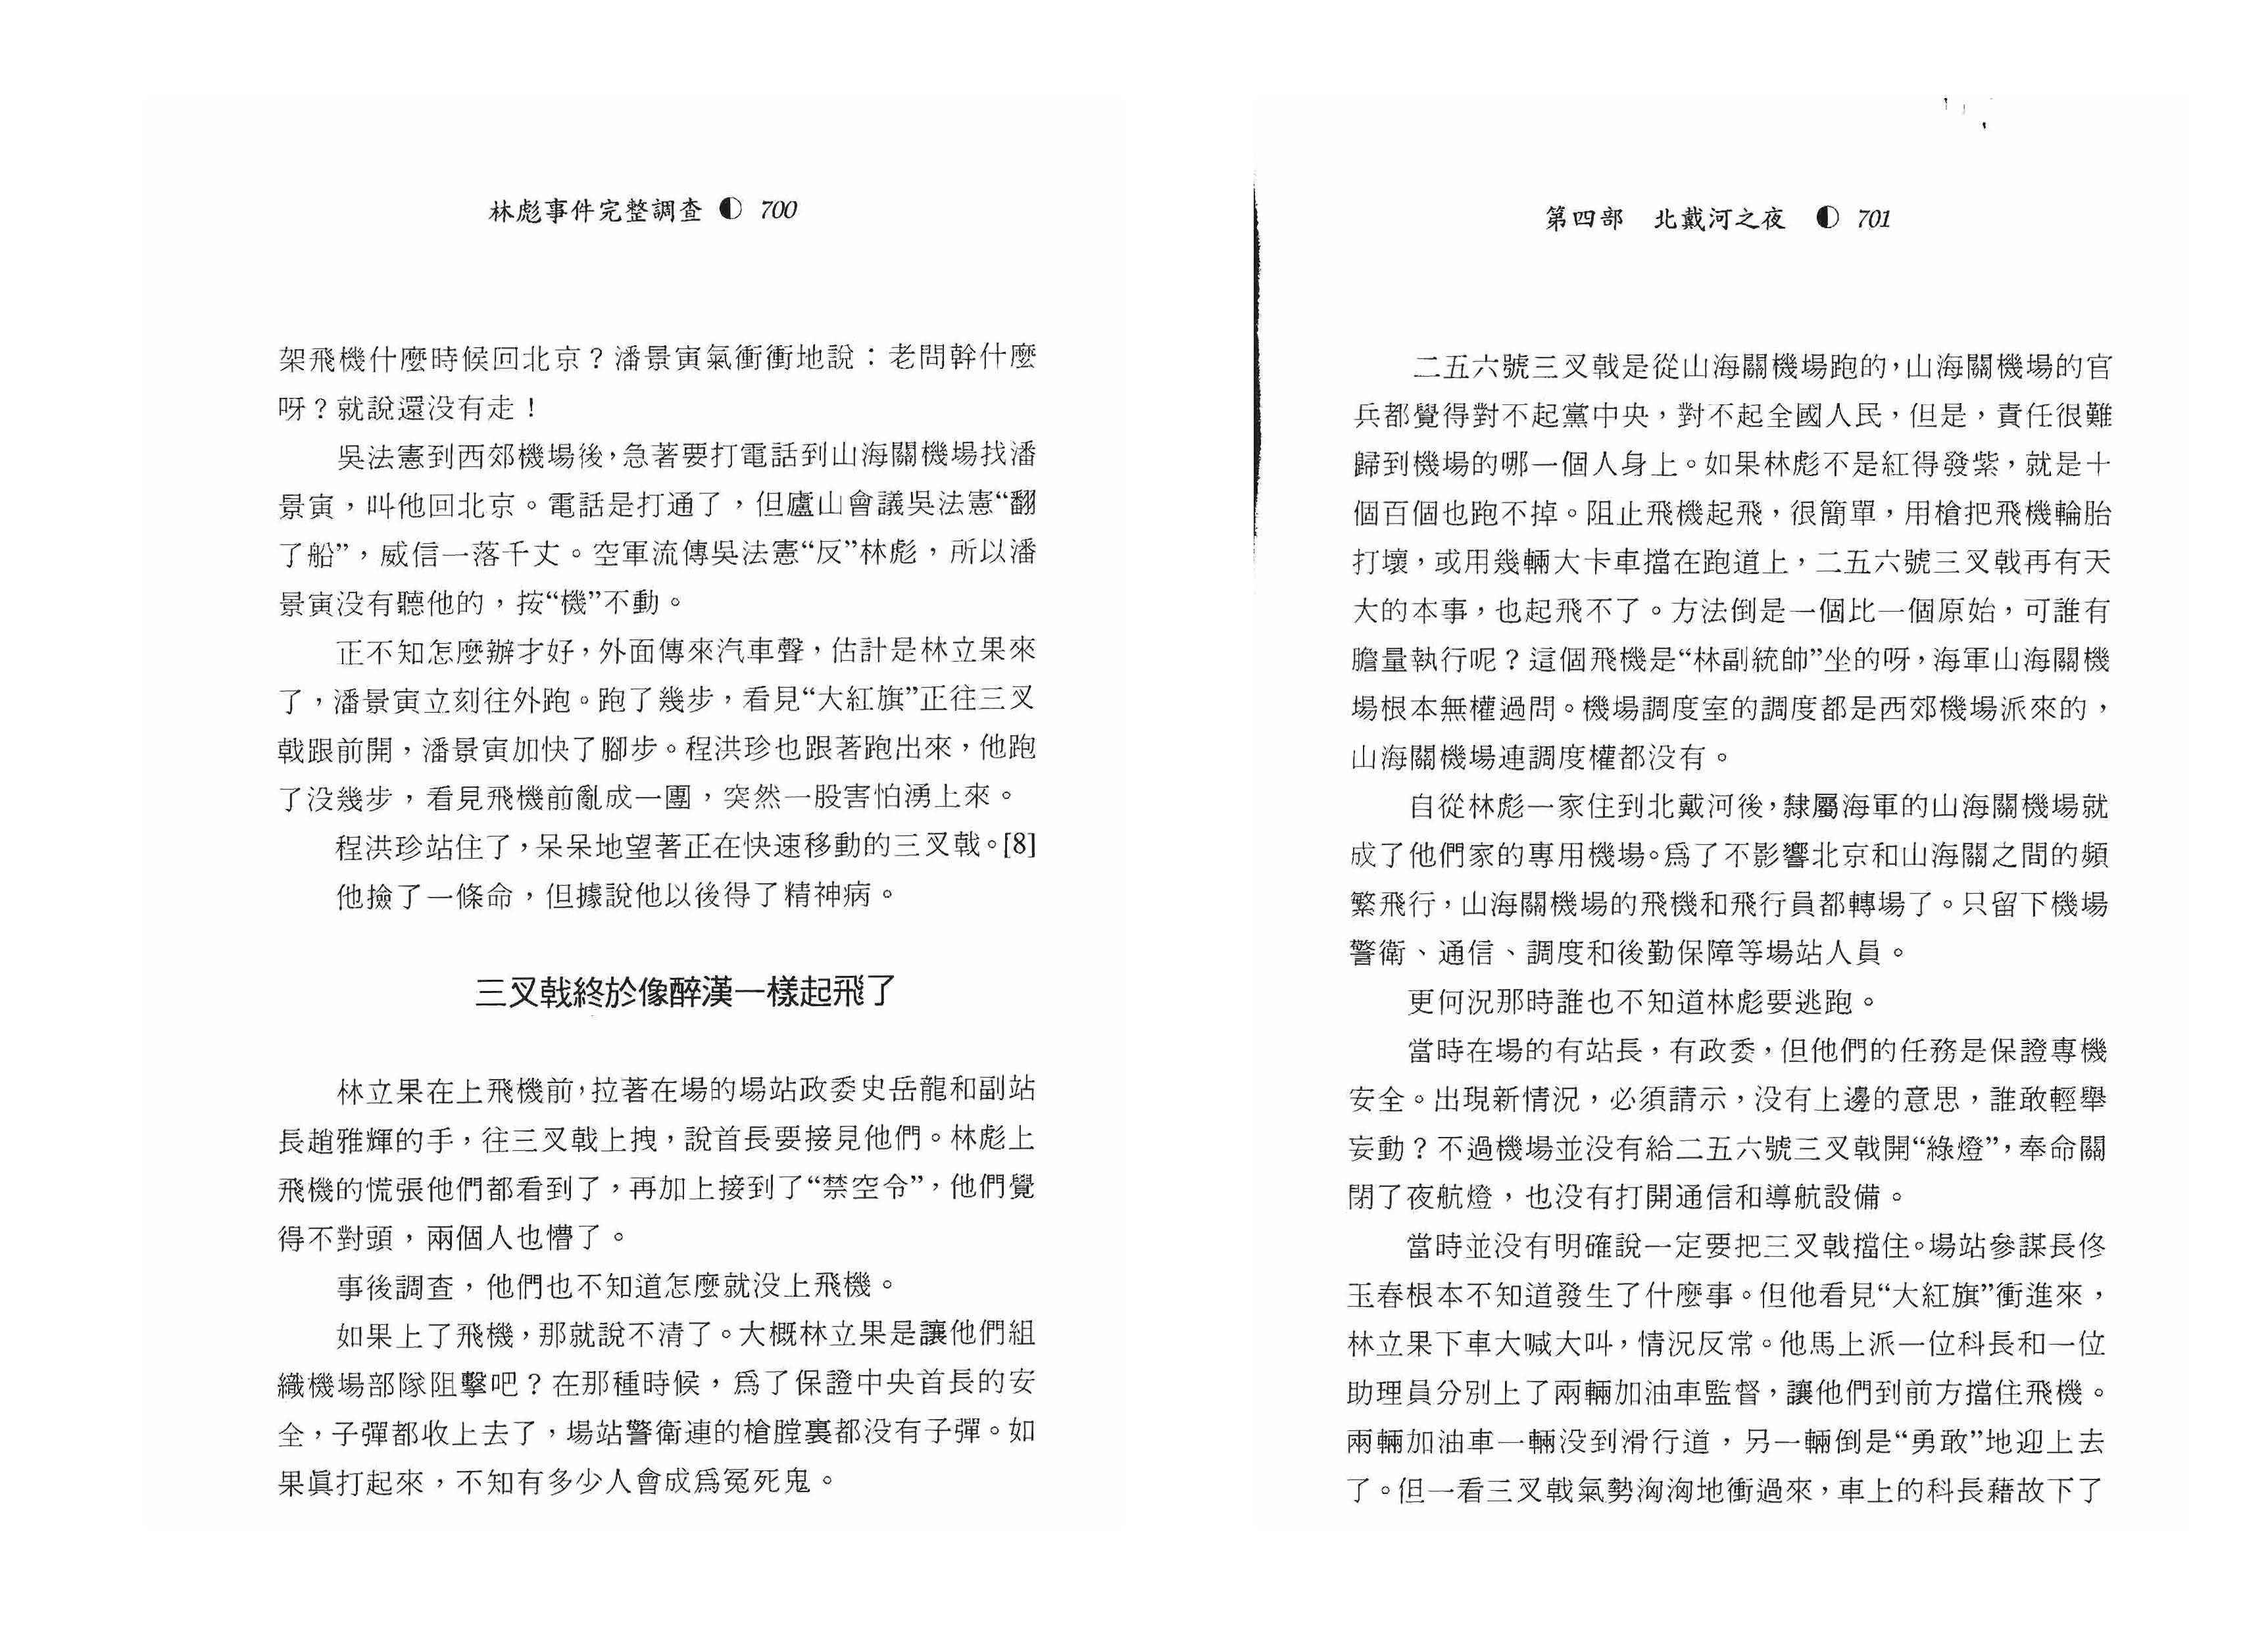 林彪事件完整調查 ◐ 700
架飛機什麼時候回北京？潘景寅氣衝衝地說：老問幹什麼
呀？就說還没有走！
吳法憲到西郊機場後，急著要打電話到山海關機場找潘
景寅，叫他回北京。電話是打通了，但廬山會議吳法憲“翻
了船”，威信一落千丈。空軍流傳吳法憲“反”林彪，所以潘
景寅没有聽他的，按“機”不動。
正不知怎麼辦才好，外面傳來汽車聲，估計是林立果來
了，潘景寅立刻往外跑。跑了幾步，看見“大紅旗”正往三叉
戟跟前開，潘景寅加快了腳步。程洪珍也跟著跑出來，他跑
了没幾步，看見飛機前亂成一團，突然一股害怕湧上來。
程洪珍站住了，呆呆地望著正在快速移動的三叉戟。[8]
他撿了一條命，但據說他以後得了精神病。
三叉戟終於像醉漢一樣起飛了
林立果在上飛機前，拉著在場的場站政委史岳龍和副站
長趙雅輝的手，往三叉戟上拽，說首長要接見他們。林彪上
飛機的慌張他們都看到了，再加上接到了“禁空令”，他們覺
得不對頭，兩個人也懵了。
事後調查，他們也不知道怎麼就没上飛機。
如果上了飛機，那就說不清了。大概林立果是讓他們組
織機場部隊阻擊吧？在那種時候，爲了保證中央首長的安
全，子彈都收上去了，場站警衛連的槍膛裏都没有子彈。如
果眞打起來，不知有多少人會成爲冤死鬼。
第四部　北戴河之夜 ◐ 701
二五六號三叉戟是從山海關機場跑的，山海關機場的官
兵都覺得對不起黨中央，對不起全國人民，但是，責任很難
歸到機場的哪一個人身上。如果林彪不是紅得發紫，就是十
個百個也跑不掉。阻止飛機起飛，很簡單，用槍把飛機輪胎
打壞，或用幾輛大卡車擋在跑道上，二五六號三叉戟再有天
大的本事，也起飛不了。方法倒是一個比一個原始，可誰有
膽量執行呢？這個飛機是“林副統帥”坐的呀，海軍山海關機
場根本無權過問。機場調度室的調度都是西郊機場派來的，
山海關機場連調度權都没有。
自從林彪一家住到北戴河後，隸屬海軍的山海關機場就
成了他們家的專用機場。爲了不影響北京和山海關之間的頻
繁飛行，山海關機場的飛機和飛行員都轉場了。只留下機場
警衛、通信、調度和後勤保障等場站人員。
更何況那時誰也不知道林彪要逃跑。
當時在場的有站長，有政委，但他們的任務是保證專機
安全。出現新情況，必須請示，没有上邊的意思，誰敢輕舉
妄動？不過機場並没有給二五六號三叉戟開“綠燈”，奉命關
閉了夜航燈，也没有打開通信和導航設備。
當時並没有明確說一定要把三叉戟擋住。場站參謀長佟
玉春根本不知道發生了什麼事。但他看見“大紅旗”衝進來，
林立果下車大喊大叫，情況反常。他馬上派一位科長和一位
助理員分別上了兩輛加油車監督，讓他們到前方擋住飛機。
兩輛加油車一輛没到滑行道，另一輛倒是“勇敢”地迎上去
了。但一看三叉戟氣勢洶洶地衝過來，車上的科長藉故下了